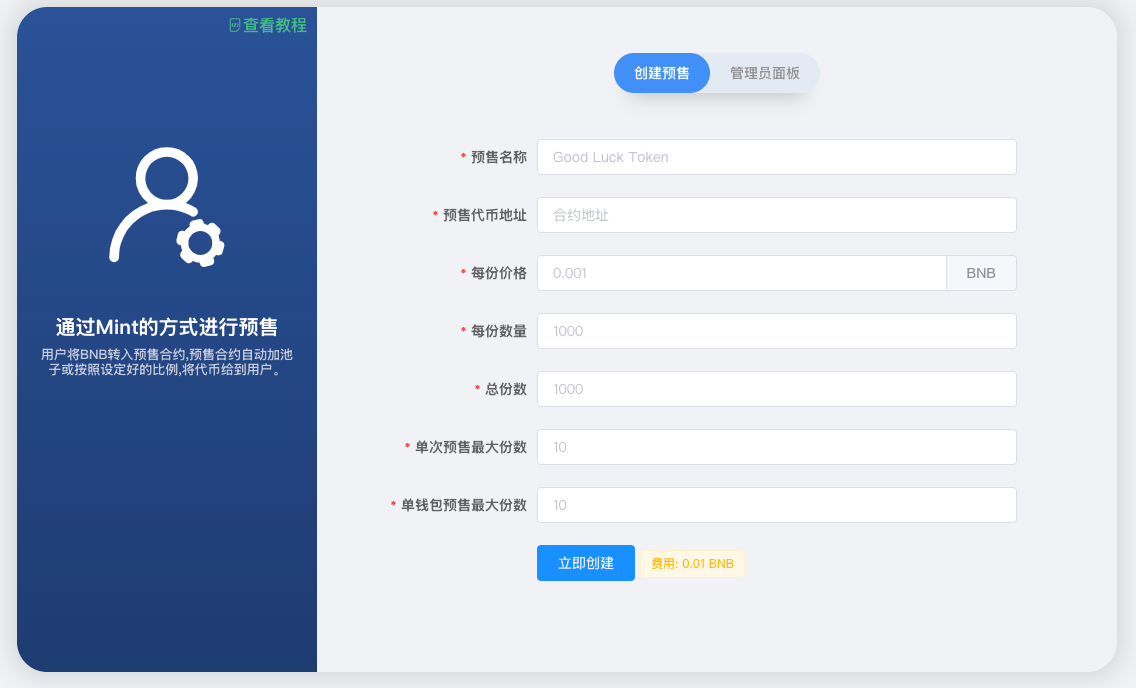 查看教程
通过Mint的方式进行预售
用户将BNB转入预售合约,预售合约自动加池
子或按照设定好的比例,将代币给到用户。
创建预售 管理员面板
* 预售名称 Good Luck Token
* 预售代币地址 合约地址
* 每份价格 0.001 BNB
* 每份数量 1000
* 总份数 1000
* 单次预售最大份数 10
* 单钱包预售最大份数 10
立即创建 费用: 0.01 BNB